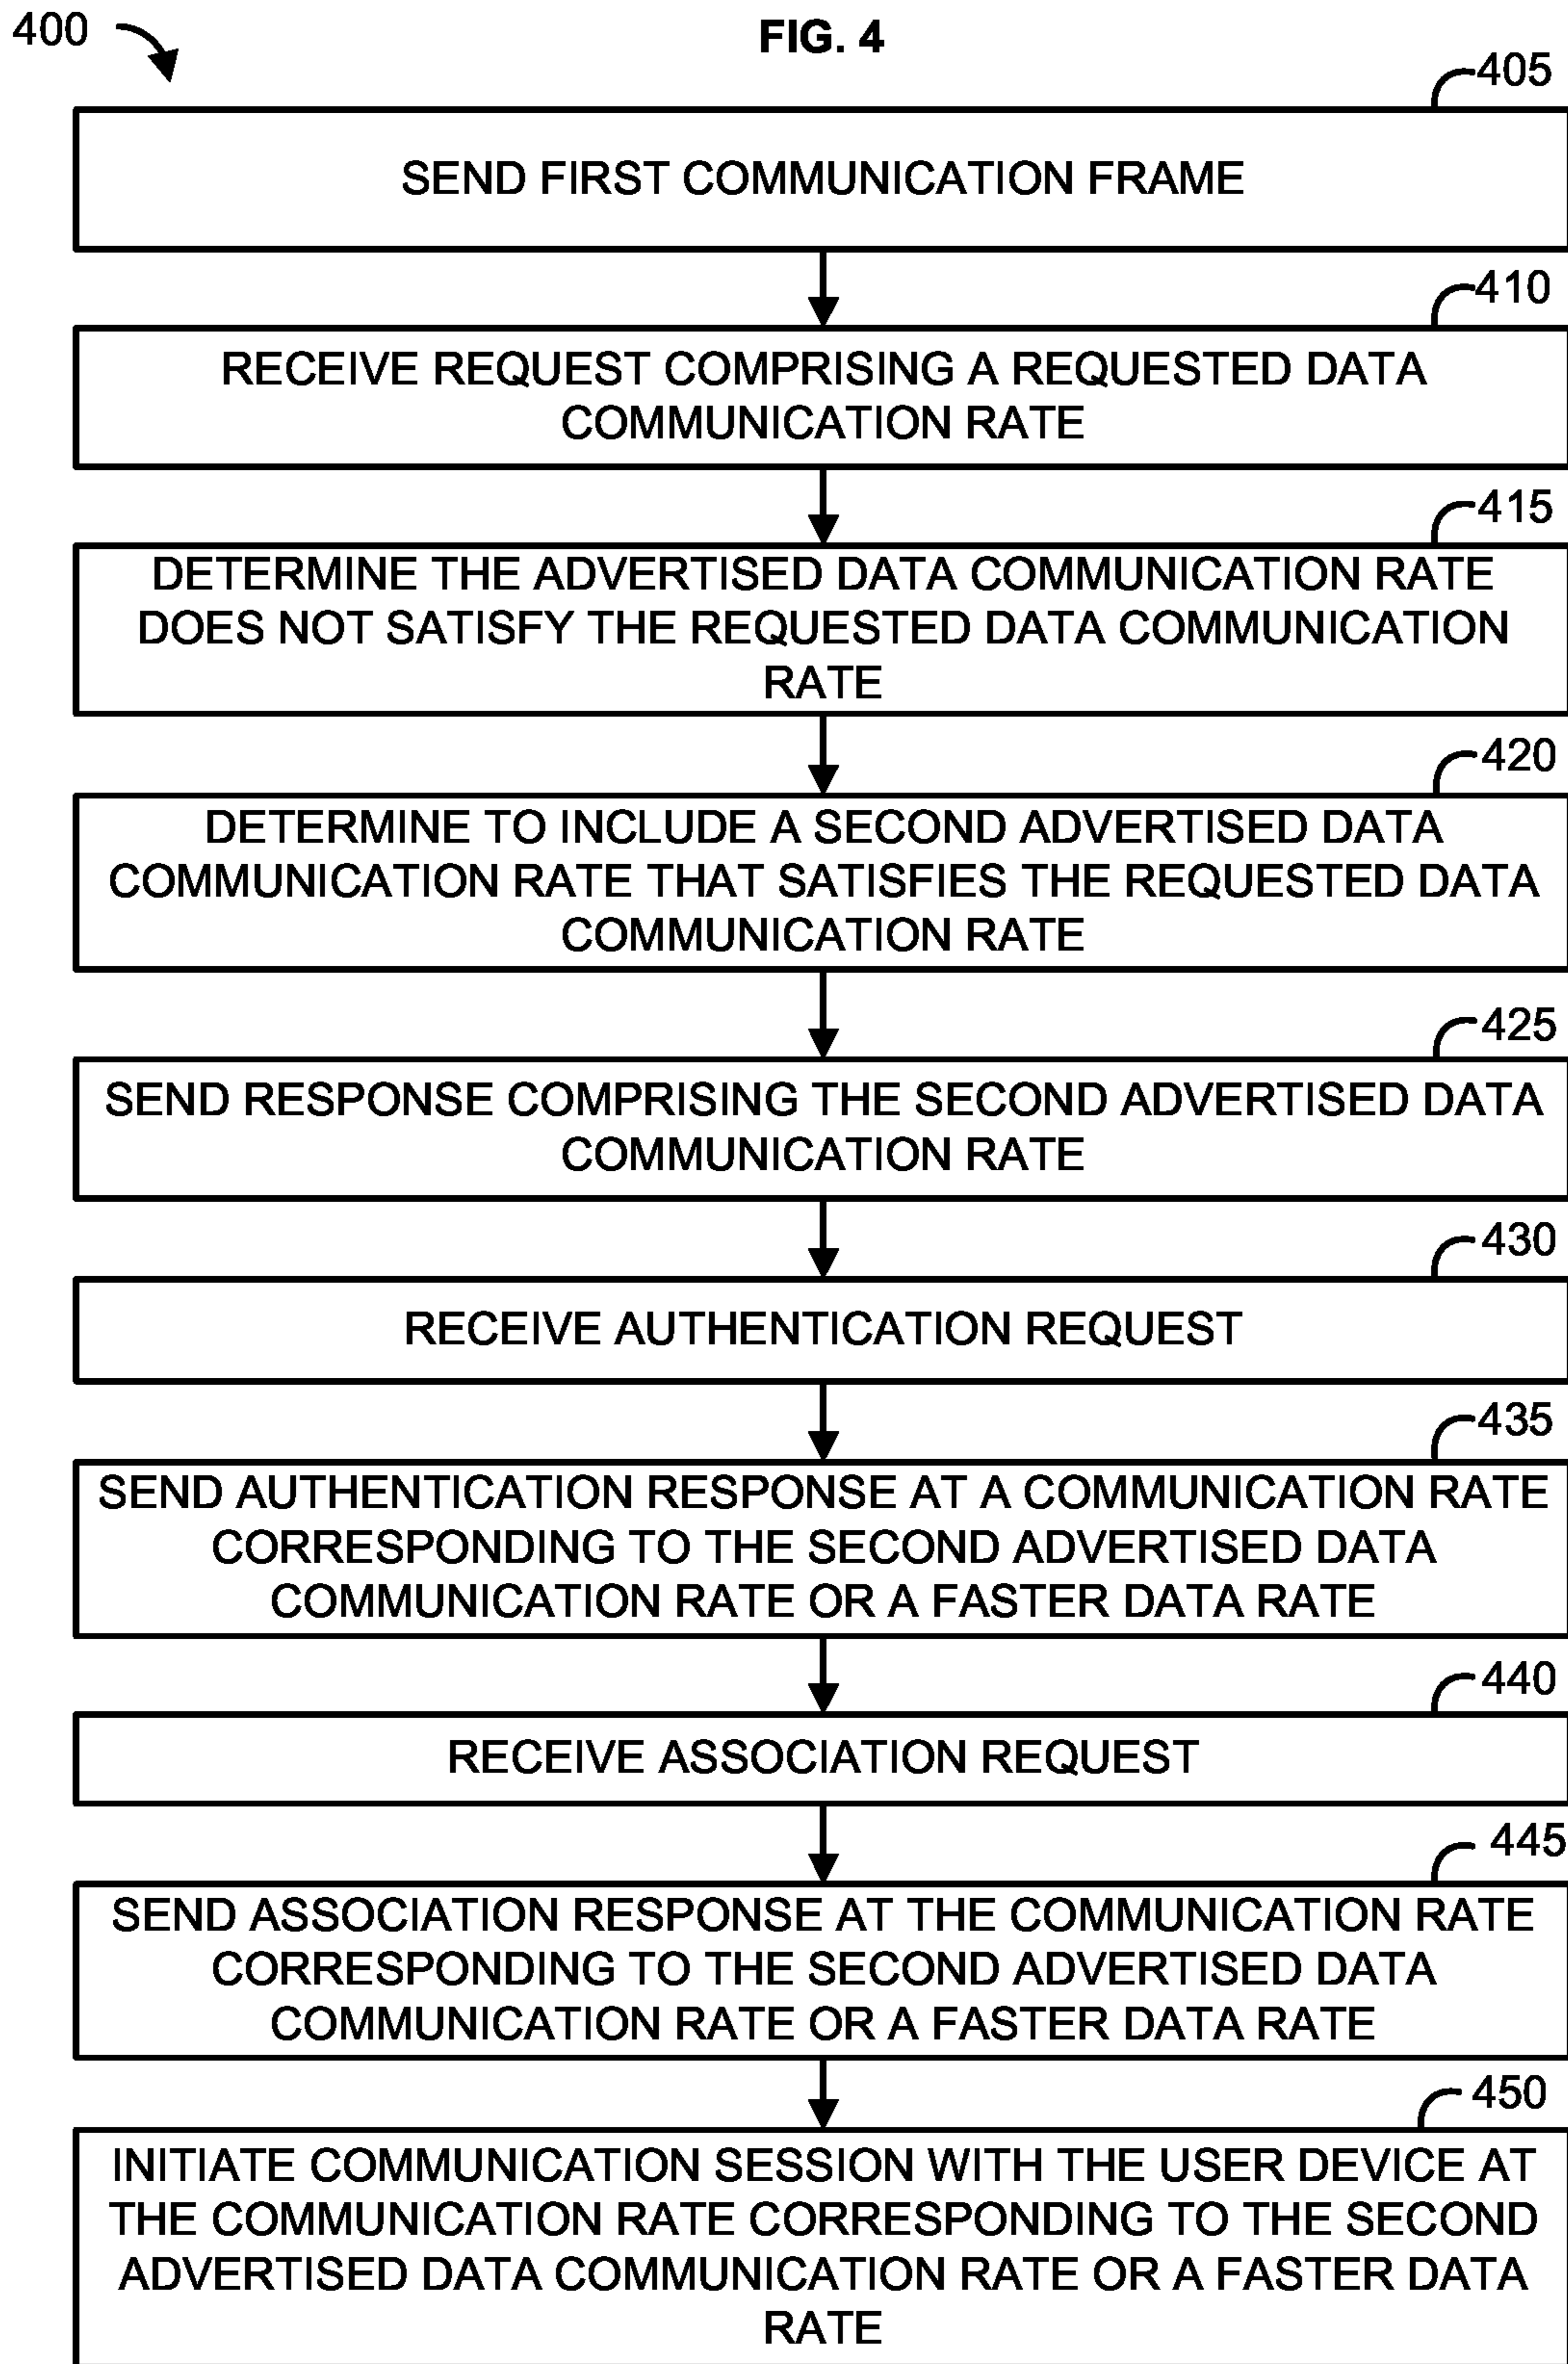 400
FIG. 4
405
SEND FIRST COMMUNICATION FRAME
410
RECEIVE REQUEST COMPRISING A REQUESTED DATA
COMMUNICATION RATE
415
DETERMINE THE ADVERTISED DATA COMMUNICATION RATE
DOES NOT SATISFY THE REQUESTED DATA COMMUNICATION
RATE
420
DETERMINE TO INCLUDE A SECOND ADVERTISED DATA
COMMUNICATION RATE THAT SATISFIES THE REQUESTED DATA
COMMUNICATION RATE
425
SEND RESPONSE COMPRISING THE SECOND ADVERTISED DATA
COMMUNICATION RATE
430
RECEIVE AUTHENTICATION REQUEST
435
SEND AUTHENTICATION RESPONSE AT A COMMUNICATION RATE
CORRESPONDING TO THE SECOND ADVERTISED DATA
COMMUNICATION RATE OR A FASTER DATA RATE
440
RECEIVE ASSOCIATION REQUEST
445
SEND ASSOCIATION RESPONSE AT THE COMMUNICATION RATE
CORRESPONDING TO THE SECOND ADVERTISED DATA
COMMUNICATION RATE OR A FASTER DATA RATE
450
INITIATE COMMUNICATION SESSION WITH THE USER DEVICE AT
THE COMMUNICATION RATE CORRESPONDING TO THE SECOND
ADVERTISED DATA COMMUNICATION RATE OR A FASTER DATA
RATE